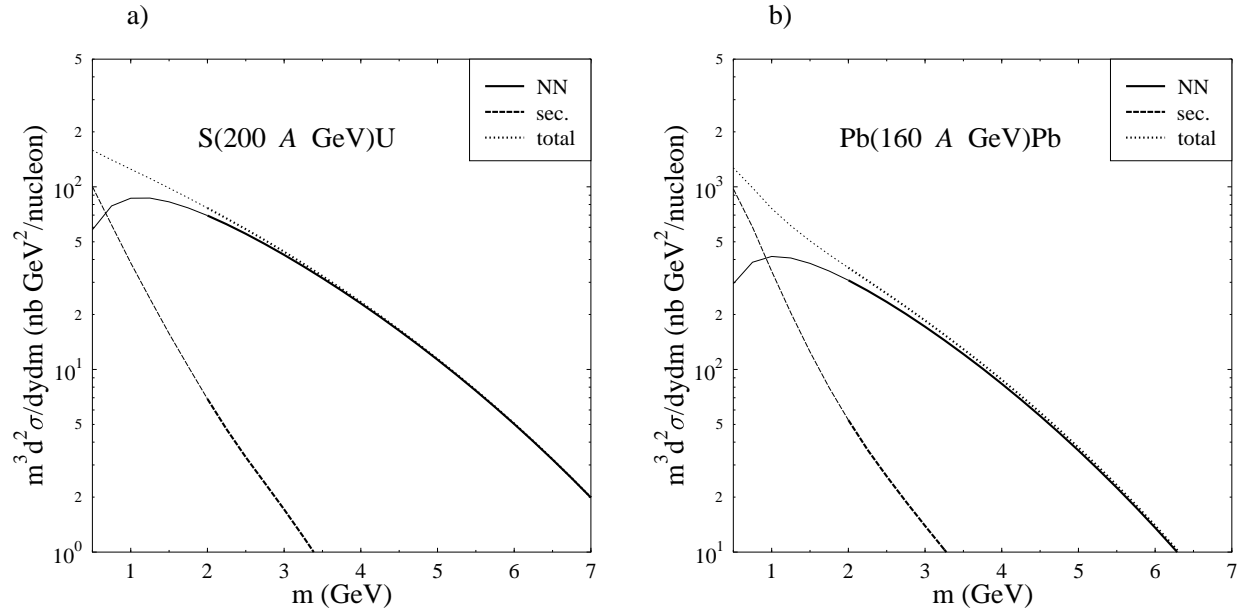 a)
m³d²σ/dydm (nb GeV²/nucleon)
5
2
10²
5
2
10¹
5
2
10⁰
S(200 A GeV)U
NN
sec.
total
1 2 3 4 5 6 7
m (GeV)
b)
m³d²σ/dydm (nb GeV²/nucleon)
5
2
10³
5
2
10²
5
2
10¹
Pb(160 A GeV)Pb
NN
sec.
total
1 2 3 4 5 6 7
m (GeV)